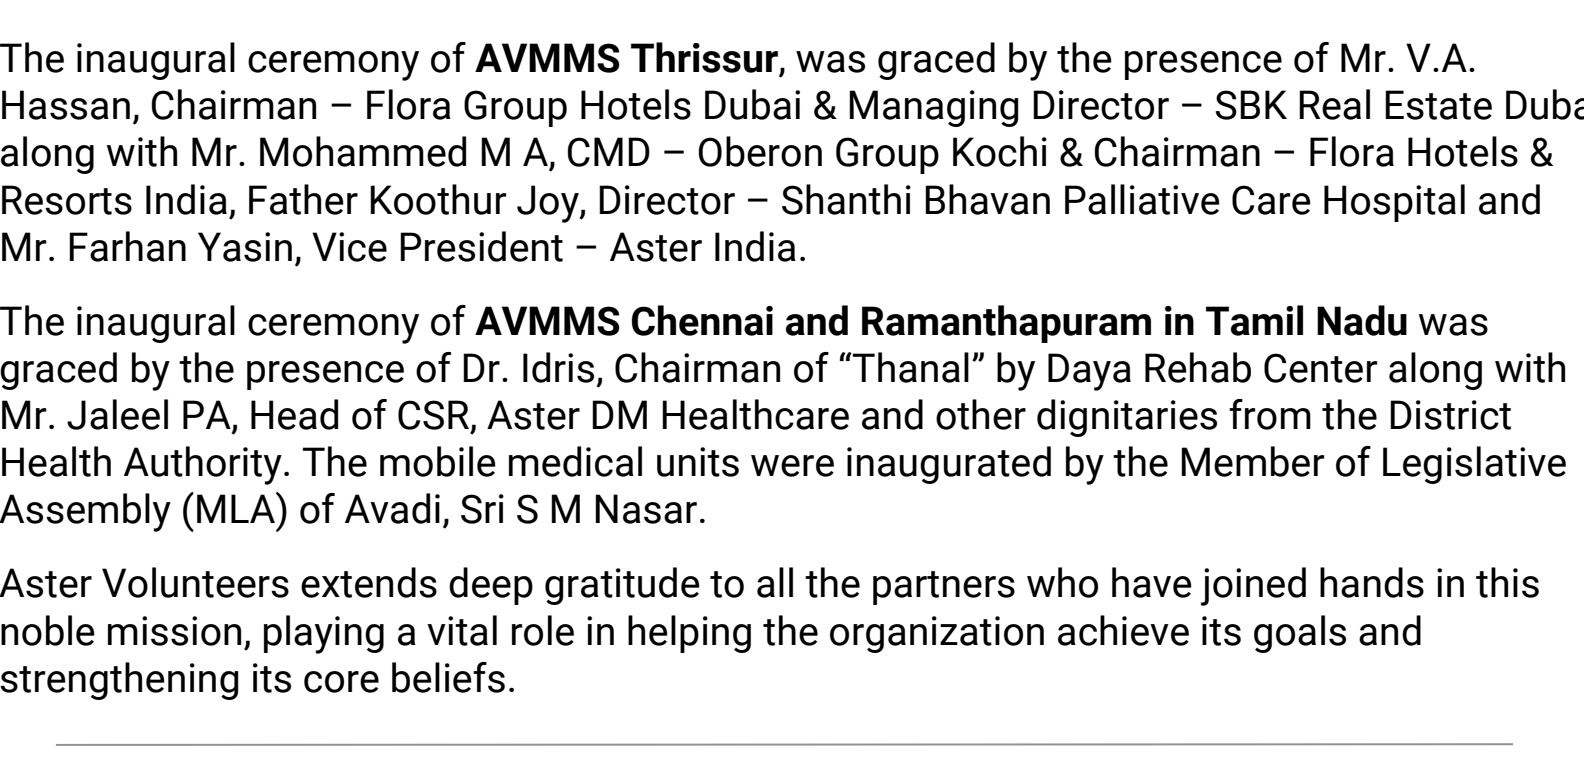 The inaugural ceremony of AVMMS Thrissur, was graced by the presence of Mr. V.A.
Hassan, Chairman – Flora Group Hotels Dubai & Managing Director – SBK Real Estate Duba
along with Mr. Mohammed M A, CMD – Oberon Group Kochi & Chairman – Flora Hotels &
Resorts India, Father Koothur Joy, Director – Shanthi Bhavan Palliative Care Hospital and
Mr. Farhan Yasin, Vice President – Aster India.
The inaugural ceremony of AVMMS Chennai and Ramanthapuram in Tamil Nadu was
graced by the presence of Dr. Idris, Chairman of “Thanal” by Daya Rehab Center along with
Mr. Jaleel PA, Head of CSR, Aster DM Healthcare and other dignitaries from the District
Health Authority. The mobile medical units were inaugurated by the Member of Legislative
Assembly (MLA) of Avadi, Sri S M Nasar.
Aster Volunteers extends deep gratitude to all the partners who have joined hands in this
noble mission, playing a vital role in helping the organization achieve its goals and
strengthening its core beliefs.